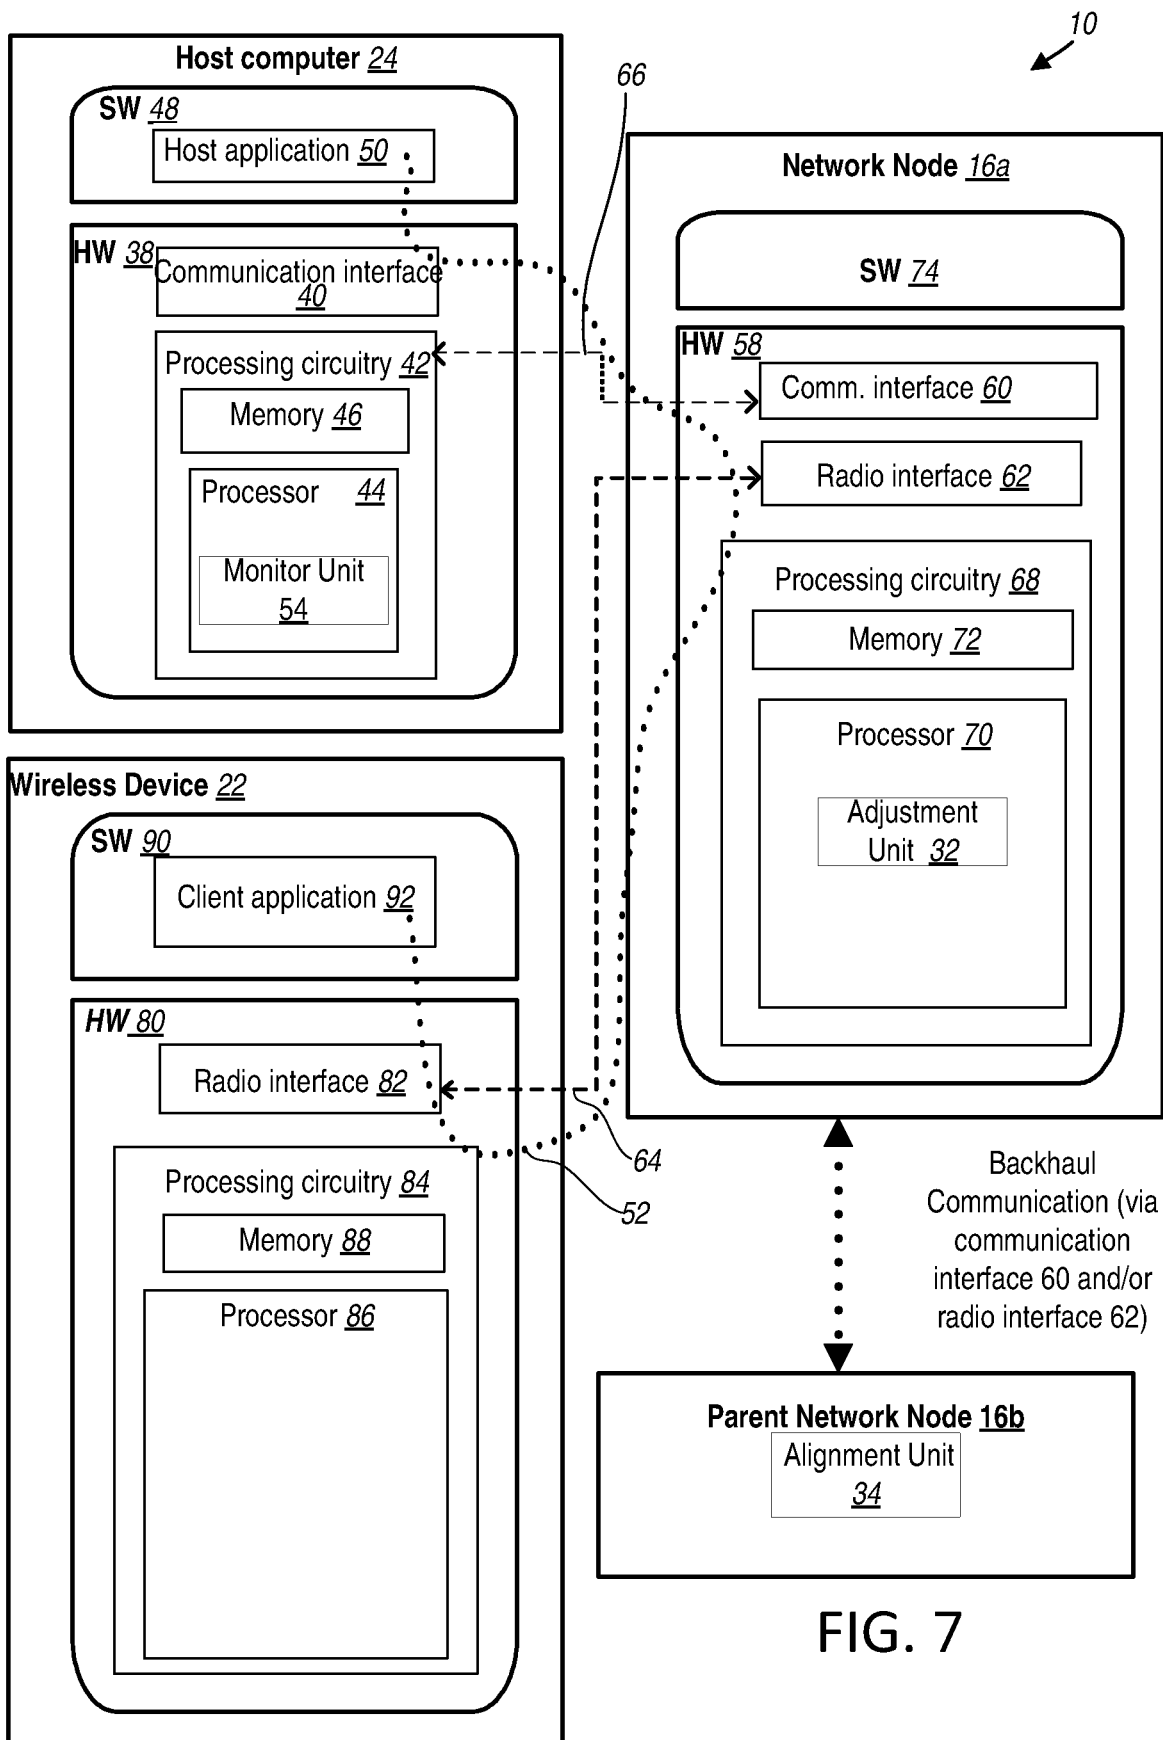 10
Host computer 24
SW 48
Host application 50
HW 38
Communication interface
40
Processing circuitry 42
Memory 46
Processor 44
Monitor Unit
54
66
Network Node 16a
SW 74
HW 58
Comm. interface 60
Radio interface 62
Processing circuitry 68
Memory 72
Processor 70
Adjustment
Unit 32
Wireless Device 22
SW 90
Client application 92
HW 80
Radio interface 82
Processing circuitry 84
Memory 88
Processor 86
64
52
Backhaul
Communication (via
communication
interface 60 and/or
radio interface 62)
Parent Network Node 16b
Alignment Unit
34
FIG. 7